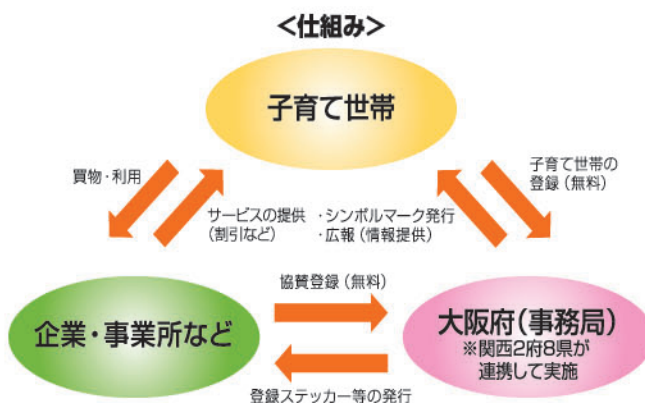 <仕組み>
子育て世帯
買物・利用
子育て世帯の
登録(無料)
サービスの提供
(割引など)
・シンボルマーク発行
・広報(情報提供)
協賛登録(無料)
企業・事業所など
大阪府(事務局)
※関西2府8県が
連携して実施
登録ステッカー等の発行